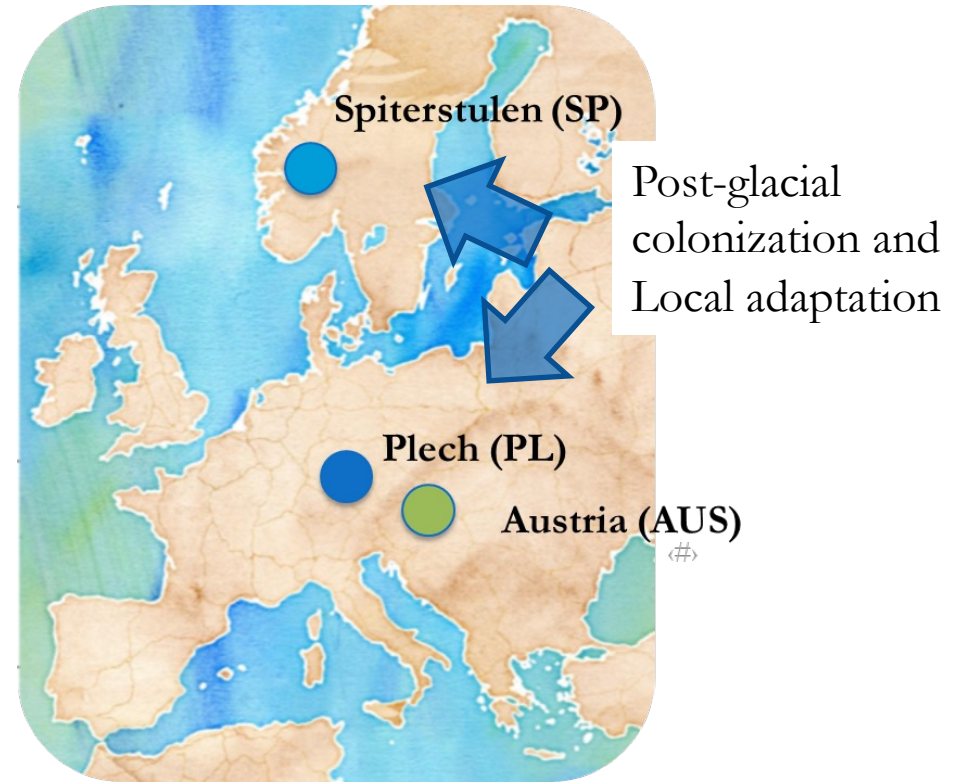 Spiterstulen (SP)
Post-glacial
colonization and
Local adaptation
Plech (PL)
Austria (AUS)
‹#›